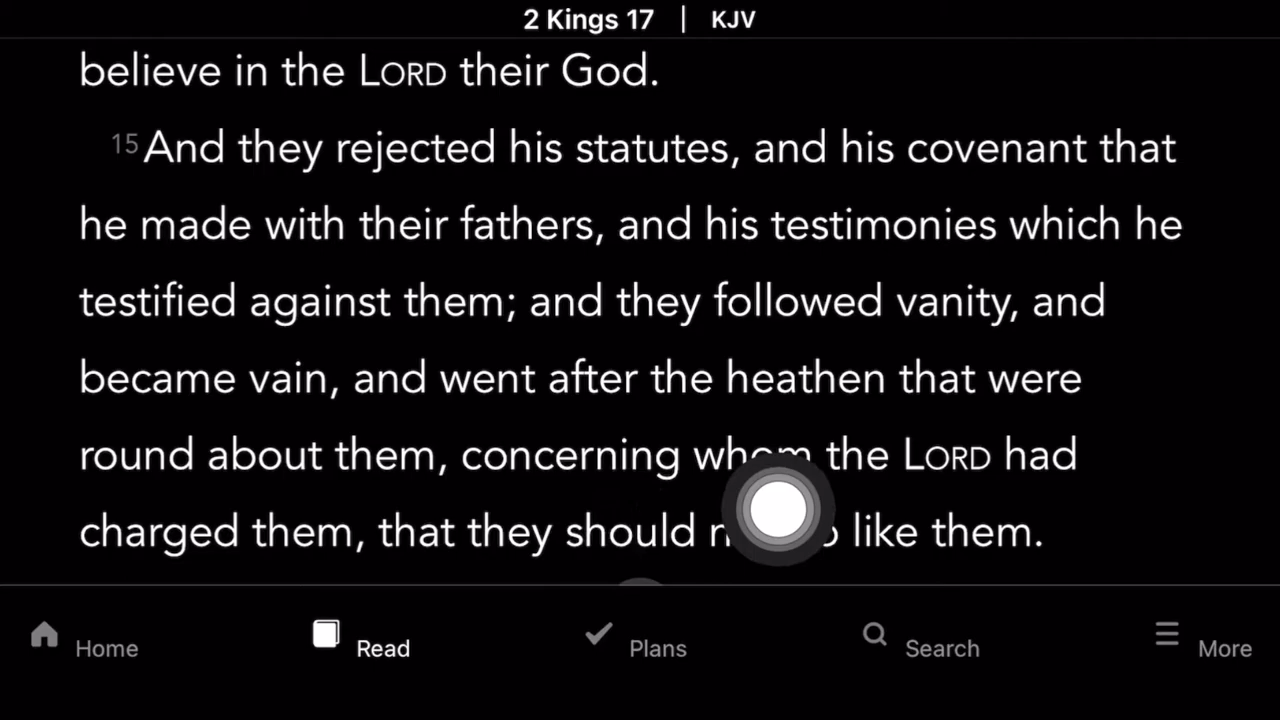 2 Kings 17 | KJV
believe in the LORD their God.
15 And they rejected his statutes, and his covenant that
he made with their fathers, and his testimonies which he
testified against them; and they followed vanity, and
became vain, and went after the heathen that were
round about them, concerning whom the LORD had
charged them, that they should like them.
Home Read Plans Search More